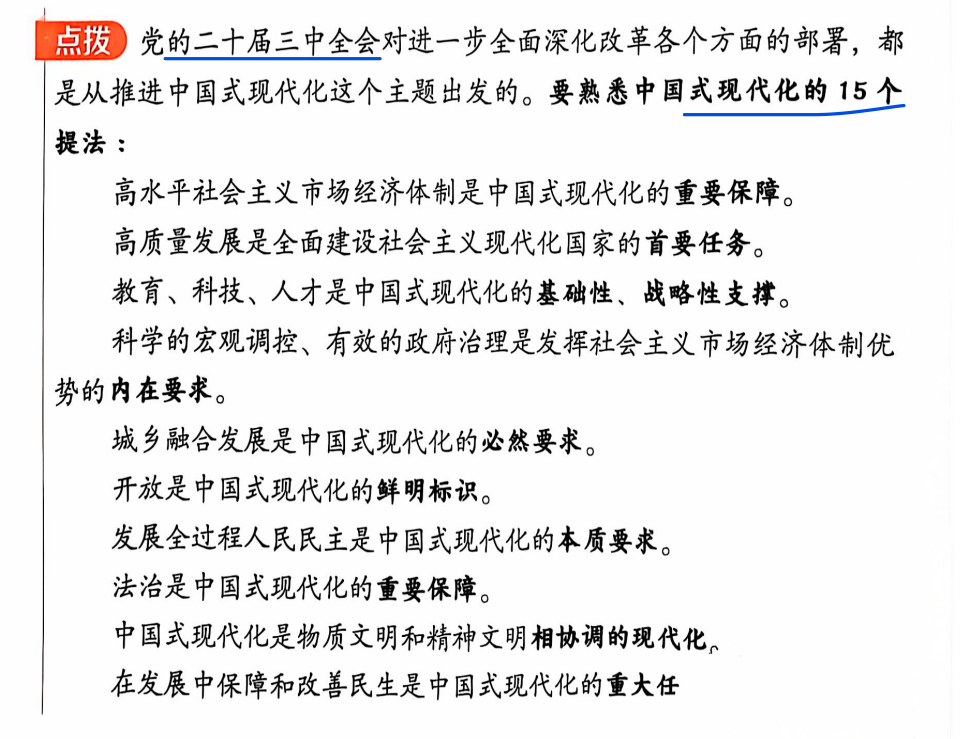 点拨 党的二十届三中全会对进一步全面深化改革各个方面的部署，都
是从推进中国式现代化这个主题出发的。要熟悉中国式现代化的15个
提法：
高水平社会主义市场经济体制是中国式现代化的重要保障。
高质量发展是全面建设社会主义现代化国家的首要任务。
教育、科技、人才是中国式现代化的基础性、战略性支撑。
科学的宏观调控、有效的政府治理是发挥社会主义市场经济体制优
势的内在要求。
城乡融合发展是中国式现代化的必然要求。
开放是中国式现代化的鲜明标识。
发展全过程人民民主是中国式现代化的本质要求。
法治是中国式现代化的重要保障。
中国式现代化是物质文明和精神文明相协调的现代化。
在发展中保障和改善民生是中国式现代化的重大任